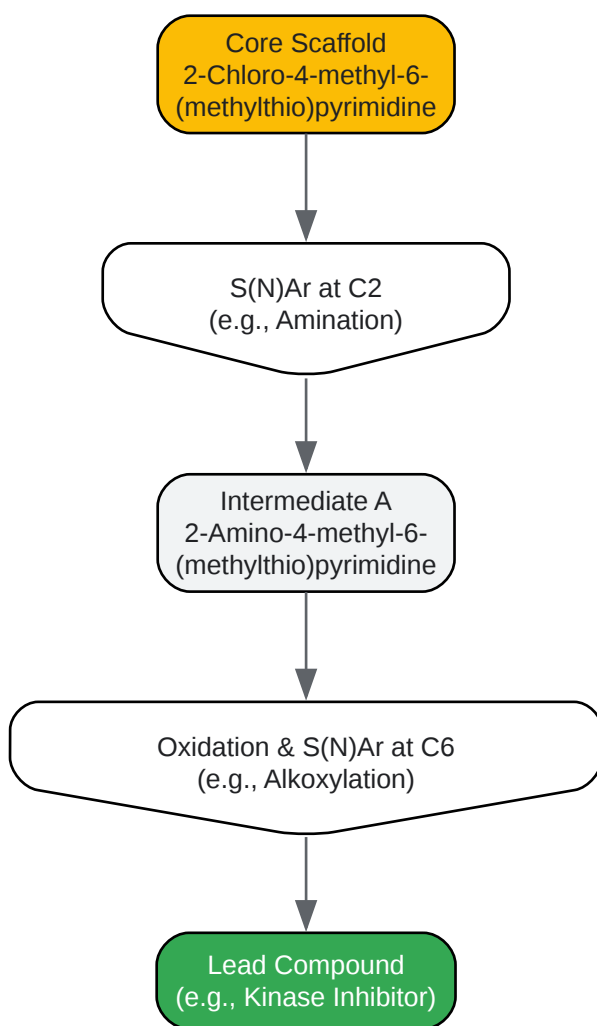 Core Scaffold
2-Chloro-4-methyl-6-
(methylthio)pyrimidine
S(N)Ar at C2
(e.g., Amination)
Intermediate A
2-Amino-4-methyl-6-
(methylthio)pyrimidine
Oxidation & S(N)Ar at C6
(e.g., Alkoxylation)
Lead Compound
(e.g., Kinase Inhibitor)